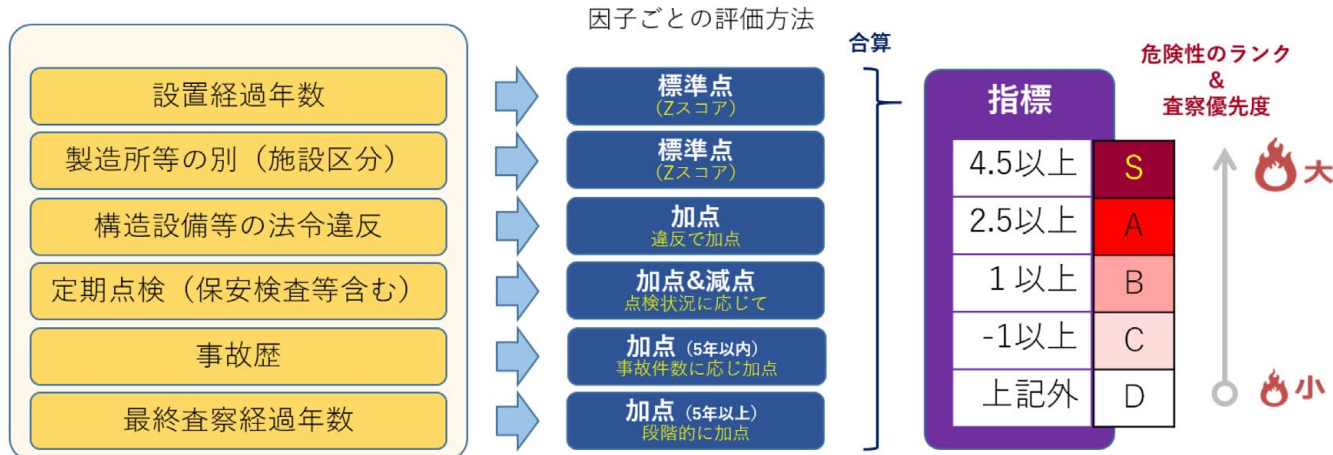 因子ごとの評価方法
設置経過年数
製造所等の別（施設区分）
構造設備等の法令違反
定期点検（保安検査等含む）
事故歴
最終査察経過年数
標準点
(Zスコア)
標準点
(Zスコア)
加点
違反で加点
加点&減点
点検状況に応じて
加点（5年以内）
事故件数に応じ加点
加点（5年以上）
段階的に加点
合算
指標
4.5以上 S
2.5以上 A
1以上 B
-1以上 C
上記外 D
危険性のランク
&
査察優先度
大
小